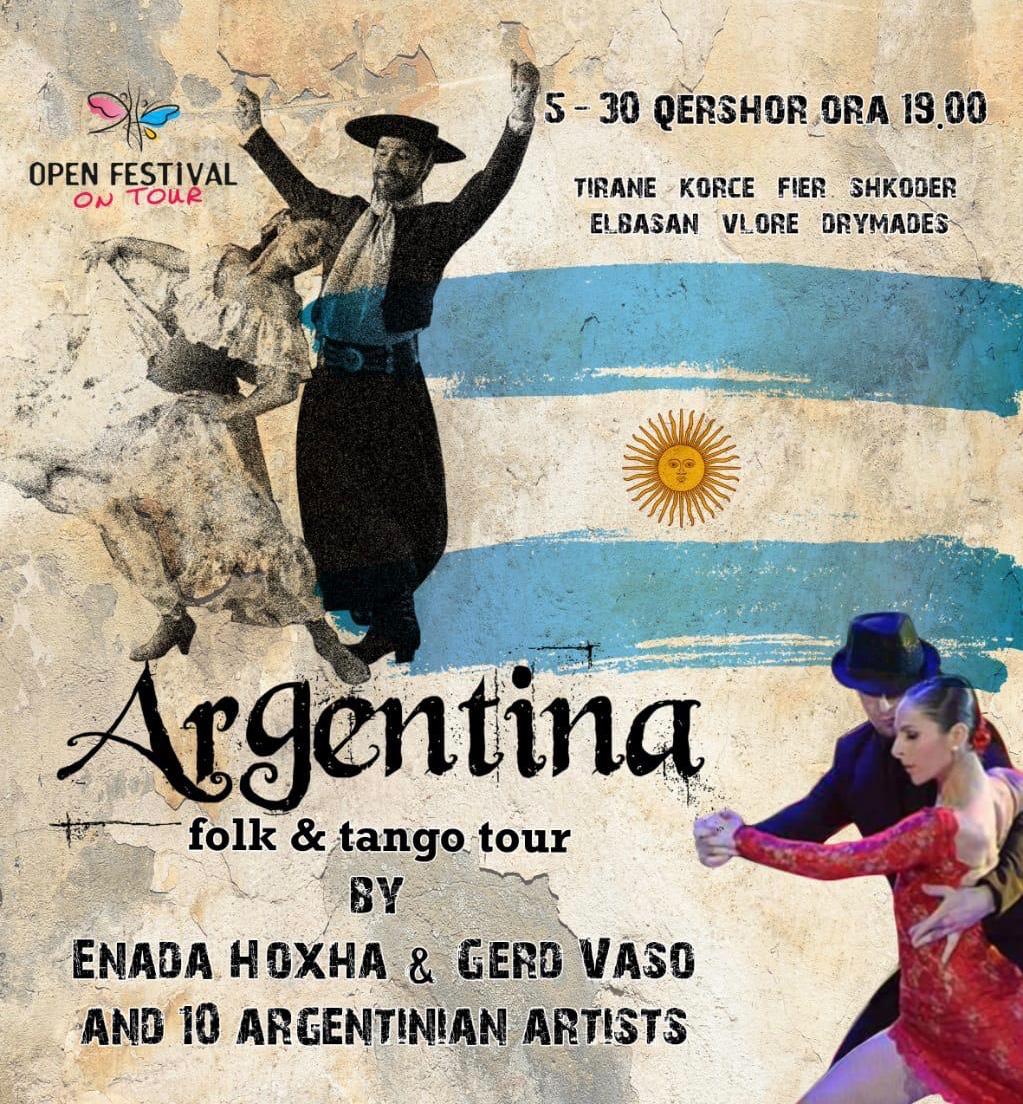 OPEN FESTIVAL
ON TOUR
5 - 30 QERSHOR ORA 19.00
TIRANE KORCE FIER SHKODER
ELBASAN VLORE DRYMADES
Argentina
folk & tango tour
BY
ENADA HOXHA & GERD VASO
AND 10 ARGENTINIAN ARTISTS